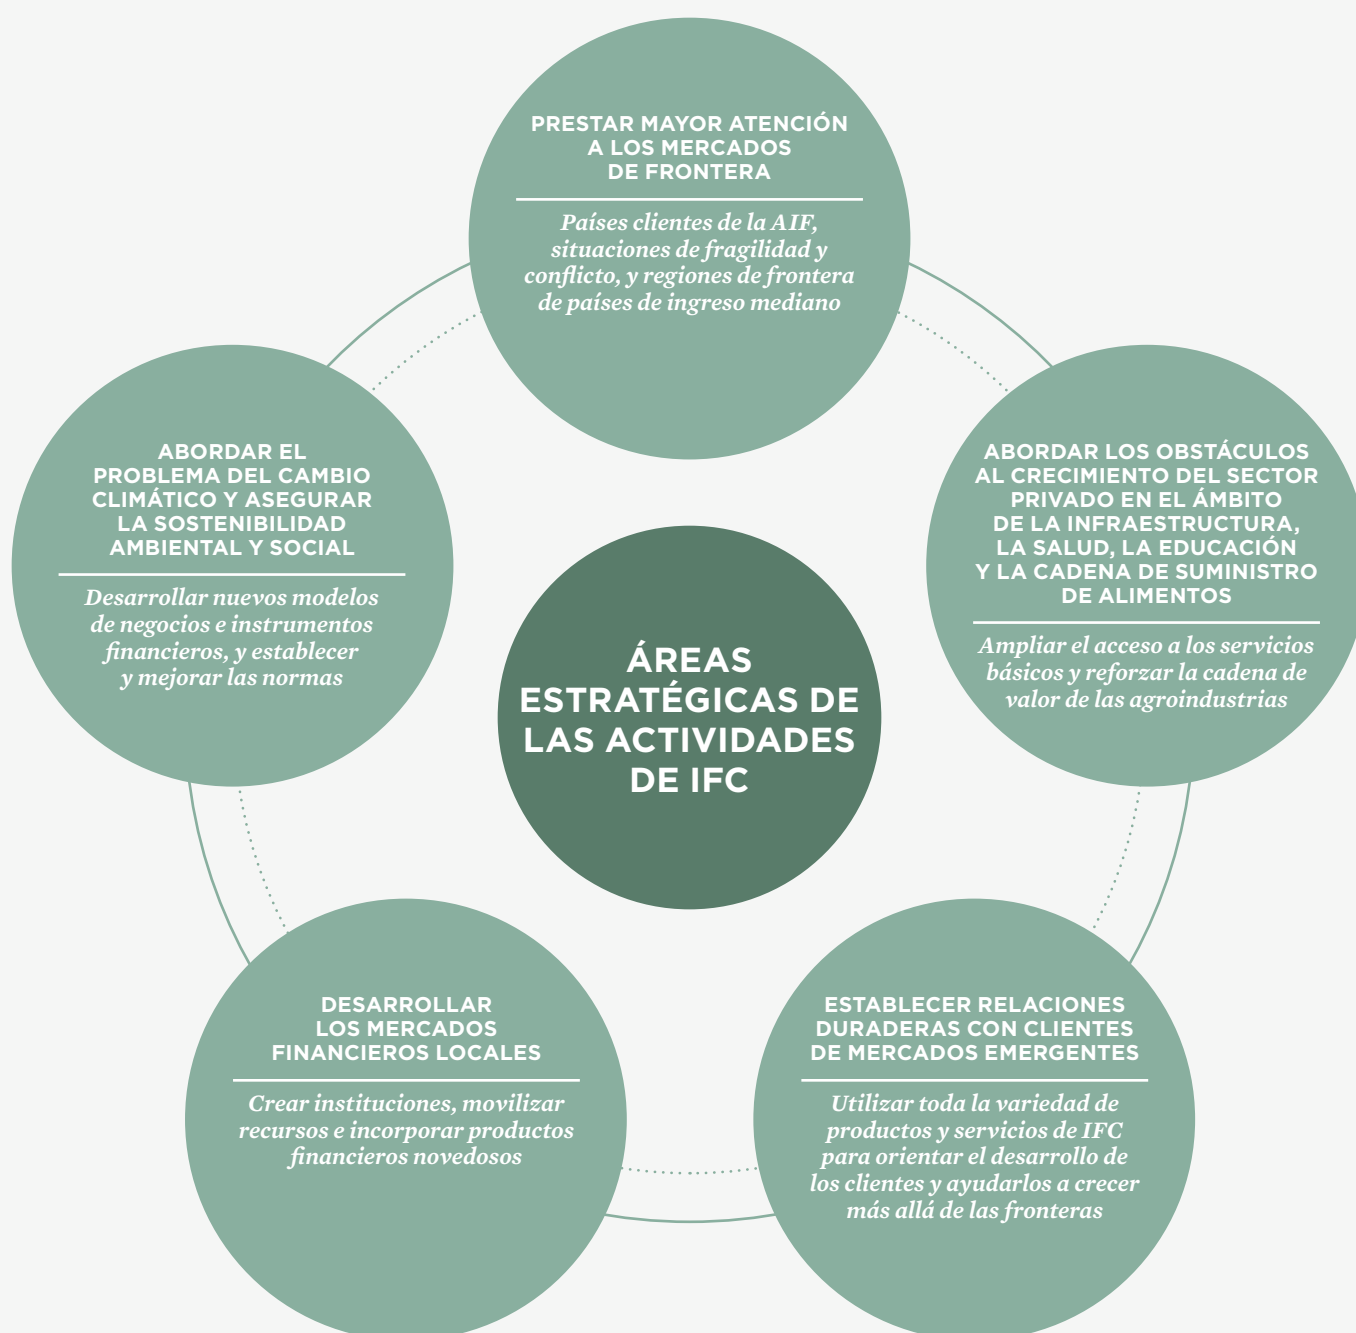 PRESTAR MAYOR ATENCIÓN
A LOS MERCADOS
DE FRONTERA
Países clientes de la AIF,
situaciones de fragilidad y
conflicto, y regiones de frontera
de países de ingreso mediano
ABORDAR EL
PROBLEMA DEL CAMBIO
CLIMÁTICO Y ASEGURAR
LA SOSTENIBILIDAD
AMBIENTAL Y SOCIAL
Desarrollar nuevos modelos
de negocios e instrumentos
financieros, y establecer
y mejorar las normas
ABORDAR LOS OBSTÁCULOS
AL CRECIMIENTO DEL SECTOR
PRIVADO EN EL ÁMBITO
DE LA INFRAESTRUCTURA,
LA SALUD, LA EDUCACIÓN
Y LA CADENA DE SUMINISTRO
DE ALIMENTOS
Ampliar el acceso a los servicios
básicos y reforzar la cadena de
valor de las agroindustrias
ÁREAS
ESTRATÉGICAS DE
LAS ACTIVIDADES
DE IFC
DESARROLLAR
LOS MERCADOS
FINANCIEROS LOCALES
Crear instituciones, movilizar
recursos e incorporar productos
financieros novedosos
ESTABLECER RELACIONES
DURADERAS CON CLIENTES
DE MERCADOS EMERGENTES
Utilizar toda la variedad de
productos y servicios de IFC
para orientar el desarrollo de
los clientes y ayudarlos a crecer
más allá de las fronteras